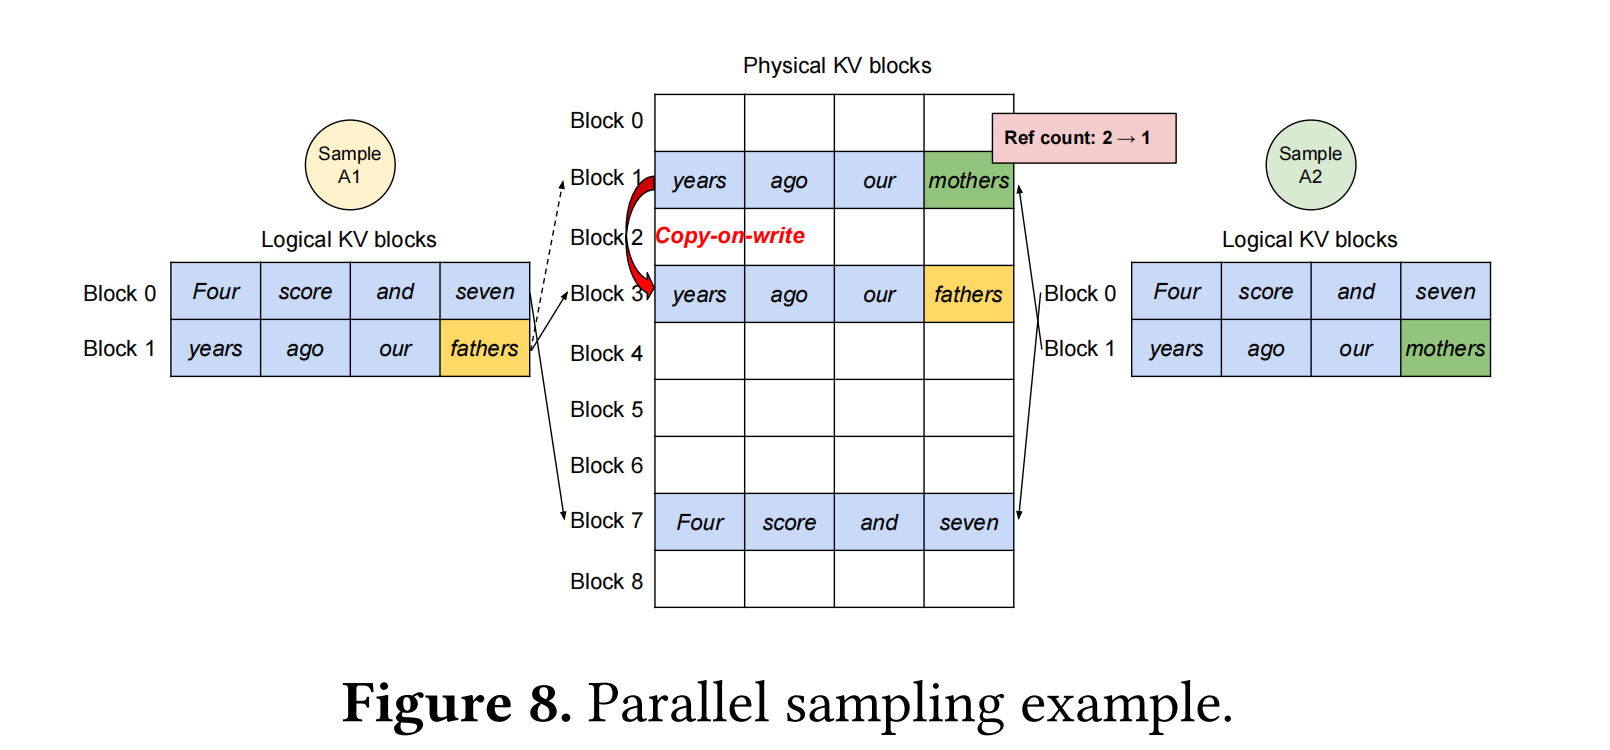 Physical KV blocks
Block 0
Ref count: 2 → 1
Sample
A1
Sample
A2
Block 1 years ago our mothers
Logical KV blocks
Block 2 Copy-on-write
Logical KV blocks
Block 0 Four score and seven
Block 1 years ago our fathers
Block 3 years ago our fathers
Block 0 Four score and seven
Block 1 years ago our mothers
Block 4
Block 5
Block 6
Block 7 Four score and seven
Block 8
Figure 8. Parallel sampling example.